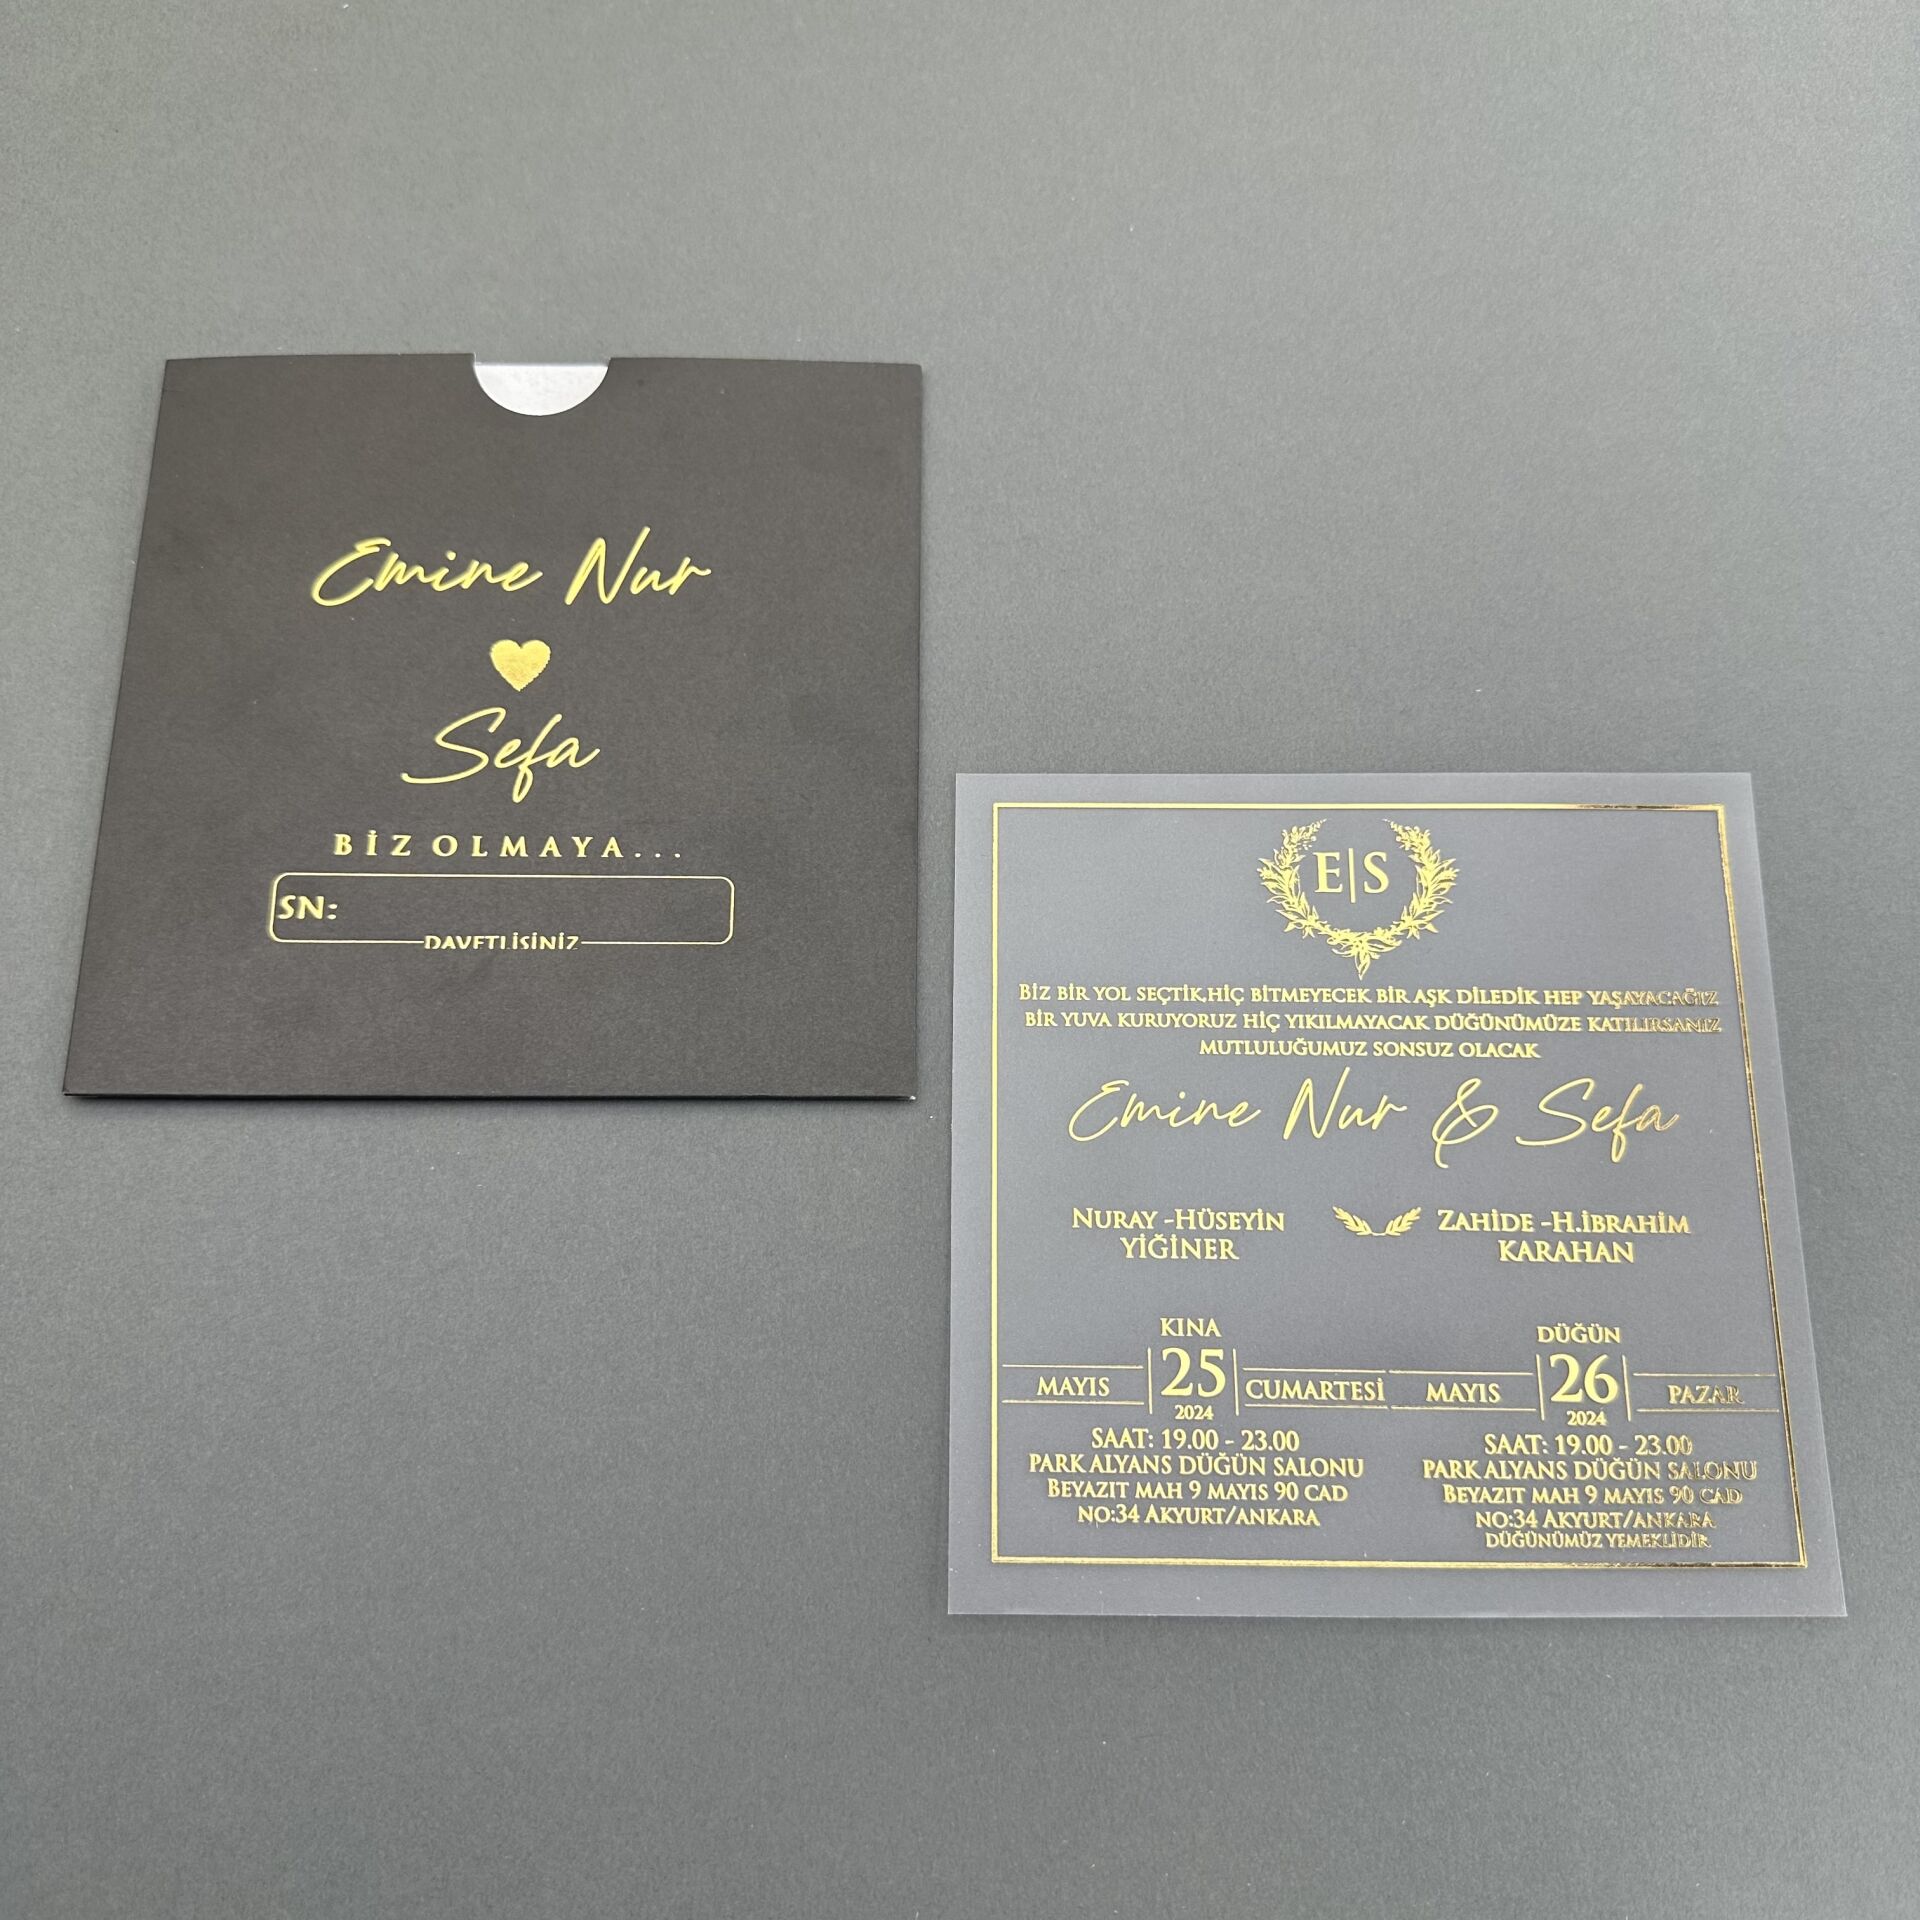 Emine Nur
Sefa
BİZ OLMAYA...
SN:
DAVETLİSİNİZ
E|S
BİZ BİR YOL SEÇTİK,HİÇ BİTMEYECEK BİR AŞK DİLEDİK HEP YAŞAYACAĞIZ
BİR YUVA KURUYORUZ HİÇ YIKILMAYACAK DÜĞÜNÜMÜZE KATILIRSANIZ
MUTLULUĞUMUZ SONSUZ OLACAK
Emine Nur & Sefa
NURAY -HÜSEYİN
YİĞİNER
ZAHİDE -H.İBRAHİM
KARAHAN
KINA
MAYIS 25 CUMARTESİ
2024
SAAT: 19.00 - 23.00
PARK ALYANS DÜĞÜN SALONU
BEYAZIT MAH 9 MAYIS 90 CAD
NO:34 AKYURT/ANKARA
DÜĞÜN
MAYIS 26 PAZAR
2024
SAAT: 19.00 - 23.00
PARK ALYANS DÜĞÜN SALONU
BEYAZIT MAH 9 MAYIS 90 CAD
NO:34 AKYURT/ANKARA
DÜĞÜNÜMÜZ YEMEKLİDİR